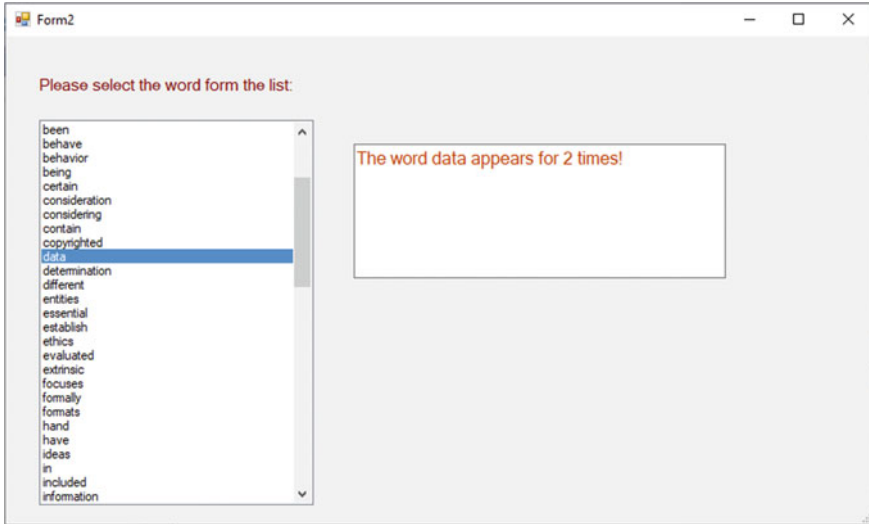 Form2
Please select the word form the list:
been
behave
behavior
being
certain
consideration
considering
contain
copyrighted
data
determination
different
entities
essential
establish
ethics
evaluated
extrinsic
focuses
formally
formats
hand
have
ideas
in
included
information
The word data appears for 2 times!